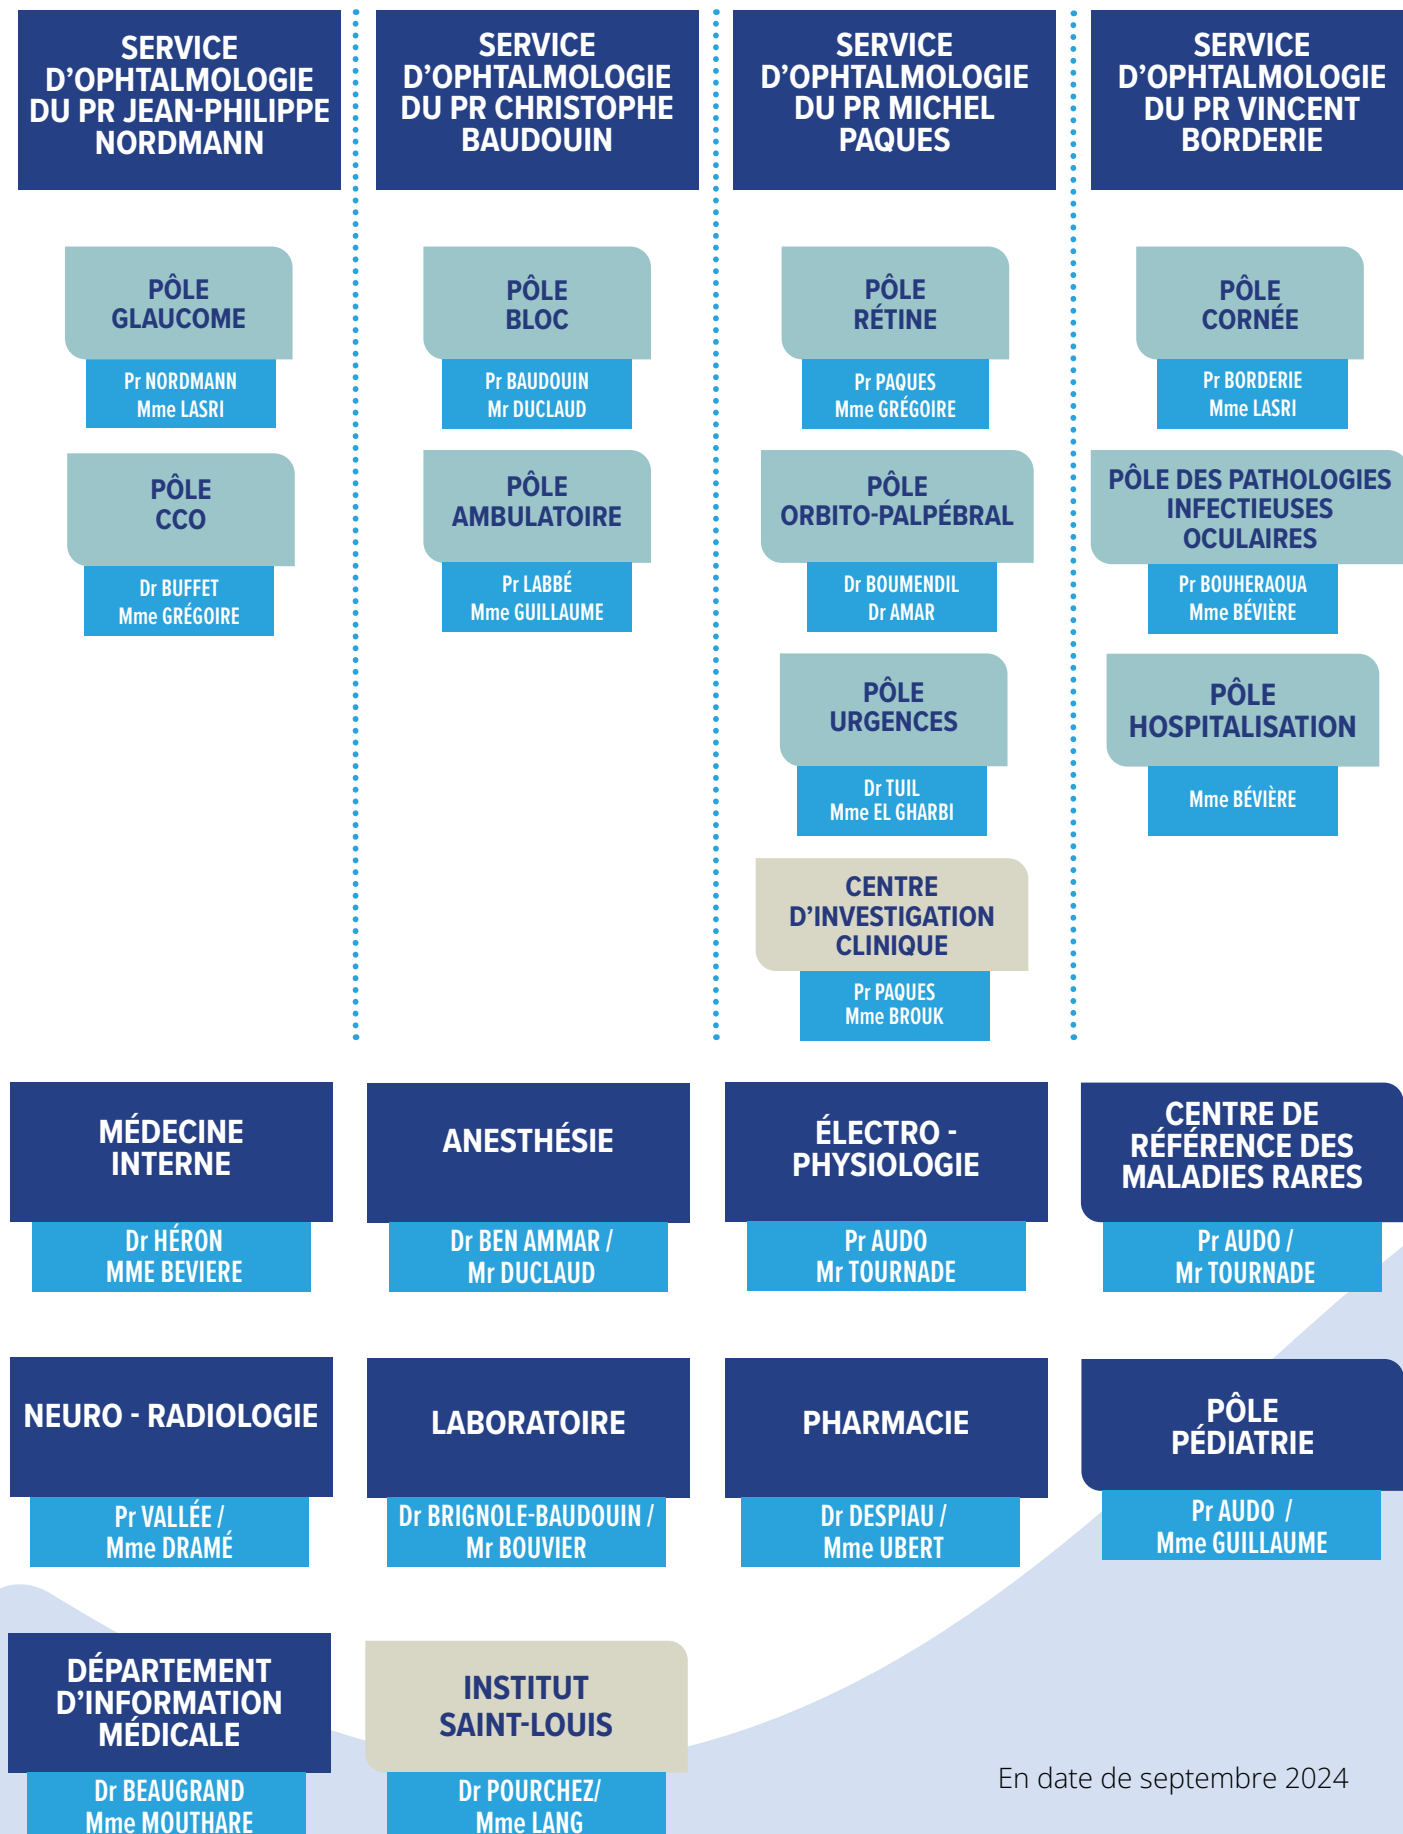 SERVICE
D’OPHTALMOLOGIE
DU PR JEAN-PHILIPPE
NORDMANN
SERVICE
D’OPHTALMOLOGIE
DU PR CHRISTOPHE
BAUDOUIN
SERVICE
D’OPHTALMOLOGIE
DU PR MICHEL
PAQUES
SERVICE
D’OPHTALMOLOGIE
DU PR VINCENT
BORDERIE
PÔLE
GLAUCOME
Pr NORDMANN
Mme LASRI
PÔLE
CCO
Dr BUFFET
Mme GRÉGOIRE
PÔLE
BLOC
Pr BAUDOUIN
Mr DUCLAUD
PÔLE
AMBULATOIRE
Pr LABBÉ
Mme GUILLAUME
PÔLE
RÉTINE
Pr PAQUES
Mme GRÉGOIRE
PÔLE
ORBITO-PALPÉBRAL
Dr BOUMENDIL
Dr AMAR
PÔLE
URGENCES
Dr TUIL
Mme EL GHARBI
CENTRE
D’INVESTIGATION
CLINIQUE
Pr PAQUES
Mme BROUK
PÔLE
CORNÉE
Pr BORDERIE
Mme LASRI
PÔLE DES PATHOLOGIES
INFECTIEUSES
OCULAIRES
Pr BOUHERAOUA
Mme BÉVIÈRE
PÔLE
HOSPITALISATION
Mme BÉVIÈRE
MÉDECINE
INTERNE
Dr HÉRON
MME BEVIERE
ANESTHÉSIE
Dr BEN AMMAR /
Mr DUCLAUD
ÉLECTRO -
PHYSIOLOGIE
Pr AUDO
Mr TOURNADE
CENTRE DE
RÉFÉRENCE DES
MALADIES RARES
Pr AUDO /
Mr TOURNADE
NEURO - RADIOLOGIE
Pr VALLÉE /
Mme DRAMÉ
LABORATOIRE
Dr BRIGNOLE-BAUDOUIN /
Mr BOUVIER
PHARMACIE
Dr DESPIAU /
Mme UBERT
PÔLE
PÉDIATRIE
Pr AUDO /
Mme GUILLAUME
DÉPARTEMENT
D’INFORMATION
MÉDICALE
Dr BEAUGRAND
Mme MOUTHARE
INSTITUT
SAINT-LOUIS
Dr POURCHEZ/
Mme LANG
En date de septembre 2024